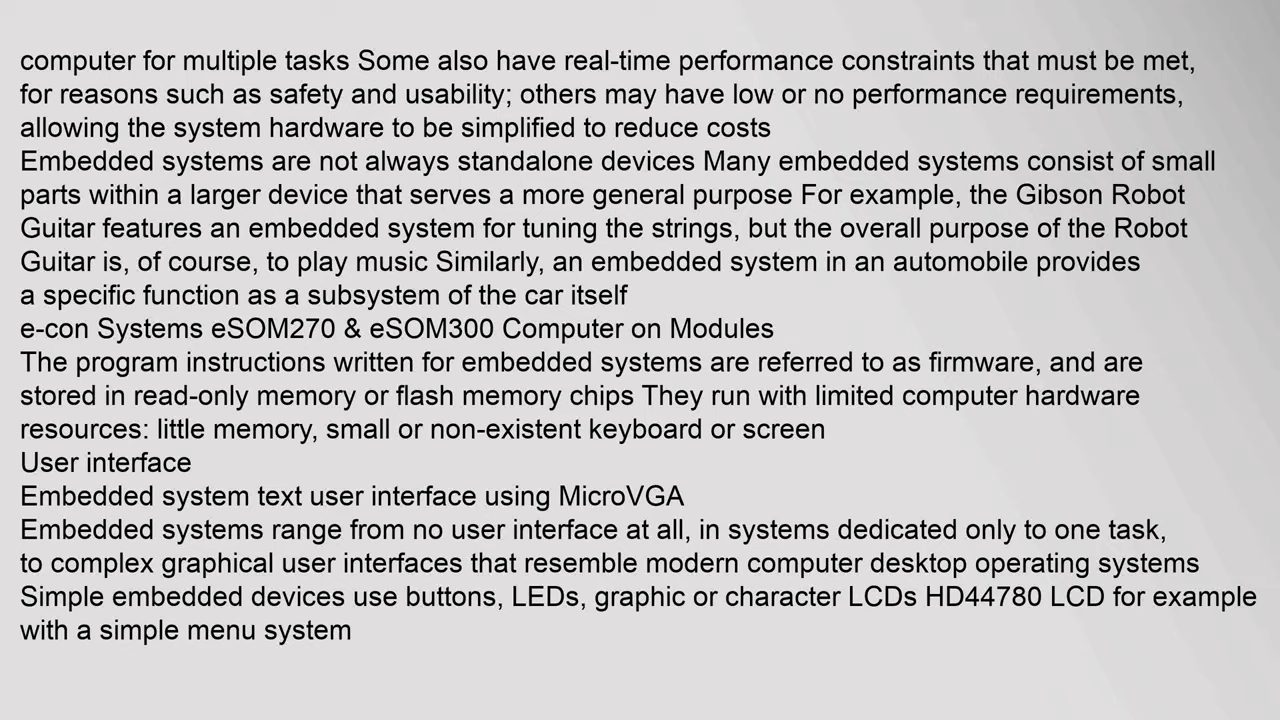 computer for multiple tasks Some also have real-time performance constraints that must be met,
for reasons such as safety and usability; others may have low or no performance requirements,
allowing the system hardware to be simplified to reduce costs
Embedded systems are not always standalone devices Many embedded systems consist of small
parts within a larger device that serves a more general purpose For example, the Gibson Robot
Guitar features an embedded system for tuning the strings, but the overall purpose of the Robot
Guitar is, of course, to play music Similarly, an embedded system in an automobile provides
a specific function as a subsystem of the car itself
e-con Systems eSOM270 & eSOM300 Computer on Modules
The program instructions written for embedded systems are referred to as firmware, and are
stored in read-only memory or flash memory chips They run with limited computer hardware
resources: little memory, small or non-existent keyboard or screen
User interface
Embedded system text user interface using MicroVGA
Embedded systems range from no user interface at all, in systems dedicated only to one task,
to complex graphical user interfaces that resemble modern computer desktop operating systems
Simple embedded devices use buttons, LEDs, graphic or character LCDs HD44780 LCD for example
with a simple menu system